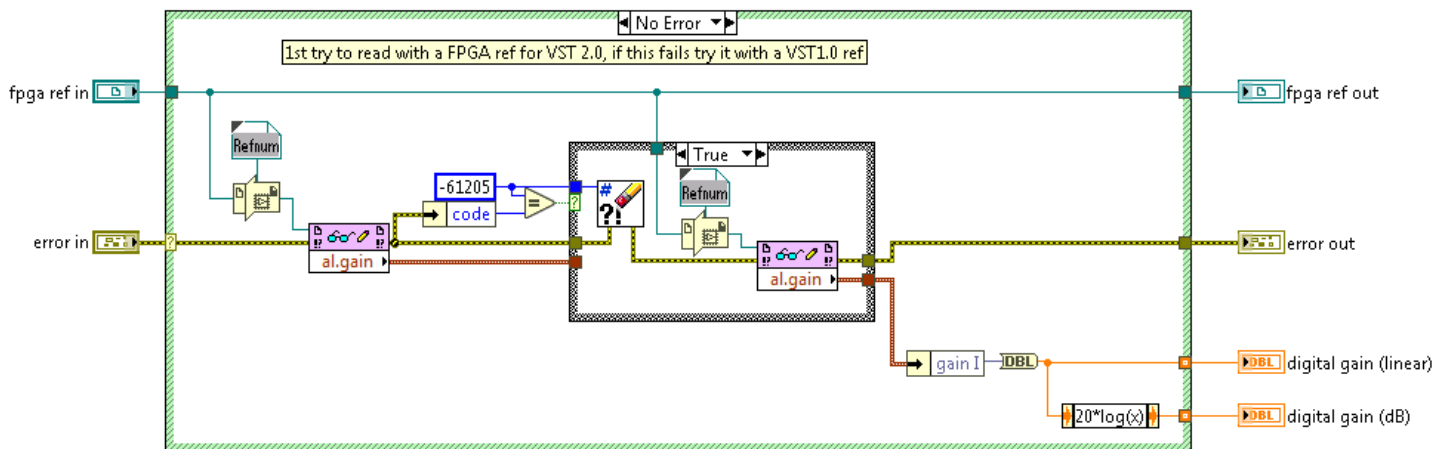 No Error
1st try to read with a FPGA ref for VST 2.0, if this fails try it with a VST1.0 ref
fpga ref in
fpga ref out
Refnum
True
-61205
code
=
#
?!
Refnum
error in
?
?
al.gain
al.gain
error out
gain I
DBL
DBL
digital gain (linear)
20*log(x)
DBL
digital gain (dB)